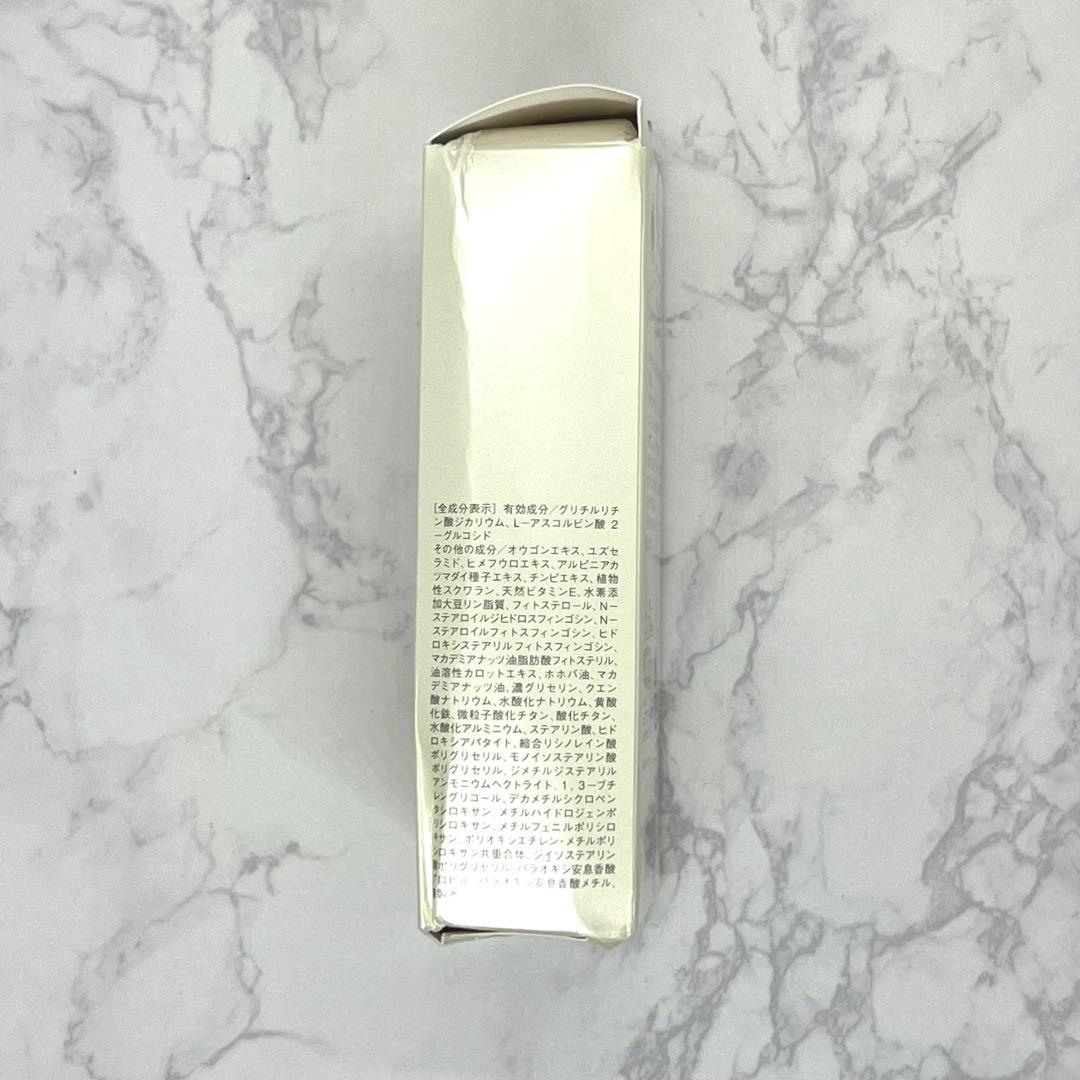 [全成分表示] 有効成分／グリチルリチ
ン酸ジカリウム、L－アスコルビン酸 2
－グルコシド
その他の成分／オウゴンエキス、ユズセ
ラミド、ヒメフウロエキス、アルピニアカ
ツマダイ種子エキス、チンピエキス、植物
性スクワラン、天然ビタミンE、水素添
加大豆リン脂質、フィトステロール、N－
ステアロイルジヒドロスフィンゴシン、N－
ステアロイルフィトスフィンゴシン、ヒド
ロキシステアリルフィトスフィンゴシン、
マカデミアナッツ油脂肪酸フィトステリル、
油溶性カロットエキス、ホホバ油、マカ
デミアナッツ油、濃グリセリン、クエン
酸ナトリウム、水酸化ナトリウム、黄酸
化鉄、微粒子酸化チタン、酸化チタン、
水酸化アルミニウム、ステアリン酸、ヒド
ロキシアパタイト、縮合リシノレイン酸
ポリグリセリル、モノイソステアリン酸
ポリグリセリル、ジメチルジステアリル
アンモニウムヘクトライト、1，3－ブチ
レングリコール、デカメチルシクロペン
タシロキサン、メチルハイドロジェンポ
リシロキサン、メチルフェニルポリシロ
キサン、ポリオキシエチレン・メチルポリ
シロキサン共重合体、ジイソステアリン
酸ポリグリセリル、パラオキシ安息香酸
プロピル、パラオキシ安息香酸メチル、